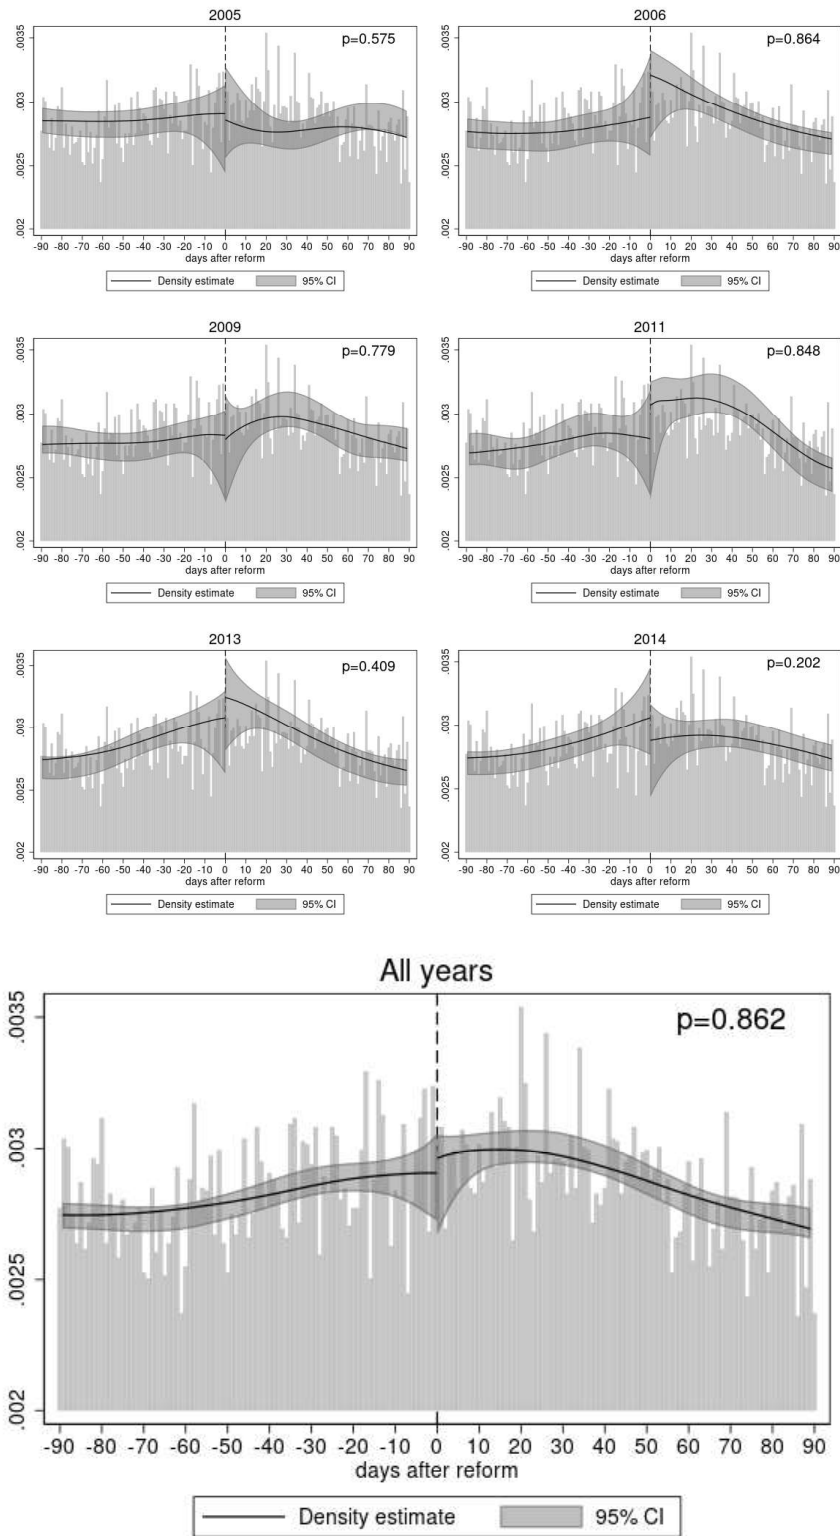 2005
p=0.575
.0035
.003
.0025
.002
-90 -80 -70 -60 -50 -40 -30 -20 -10 0 10 20 30 40 50 60 70 80 90
days after reform
Density estimate 95% CI
2006
p=0.864
.0035
.003
.0025
.002
-90 -80 -70 -60 -50 -40 -30 -20 -10 0 10 20 30 40 50 60 70 80 90
days after reform
Density estimate 95% CI
2009
p=0.779
.0035
.003
.0025
.002
-90 -80 -70 -60 -50 -40 -30 -20 -10 0 10 20 30 40 50 60 70 80 90
days after reform
Density estimate 95% CI
2011
p=0.848
.0035
.003
.0025
.002
-90 -80 -70 -60 -50 -40 -30 -20 -10 0 10 20 30 40 50 60 70 80 90
days after reform
Density estimate 95% CI
2013
p=0.409
.0035
.003
.0025
.002
-90 -80 -70 -60 -50 -40 -30 -20 -10 0 10 20 30 40 50 60 70 80 90
days after reform
Density estimate 95% CI
2014
p=0.202
.0035
.003
.0025
.002
-90 -80 -70 -60 -50 -40 -30 -20 -10 0 10 20 30 40 50 60 70 80 90
days after reform
Density estimate 95% CI
All years
p=0.862
.0035
.003
.0025
.002
-90 -80 -70 -60 -50 -40 -30 -20 -10 0 10 20 30 40 50 60 70 80 90
days after reform
Density estimate 95% CI